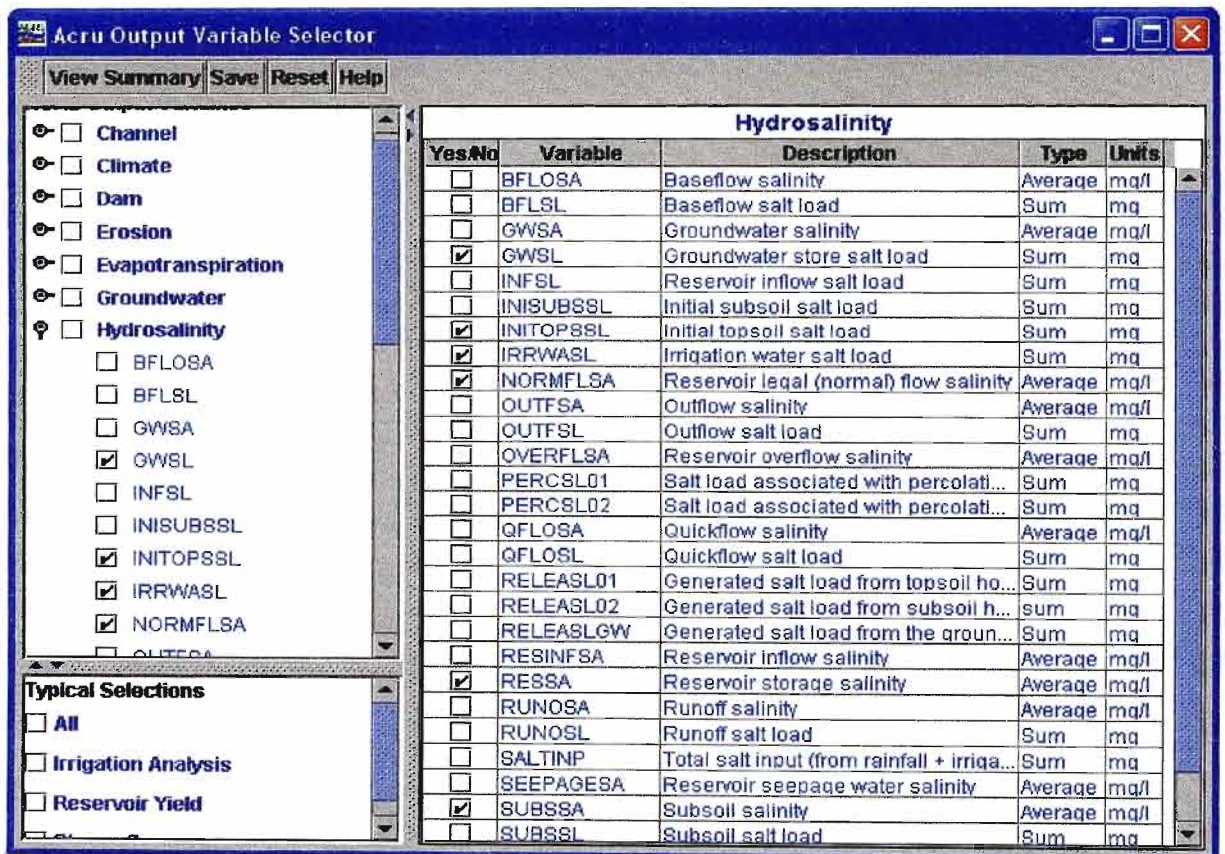 Acru Output Variable Selector
View Summary Save Reset Help
Channel
Climate
Dam
Erosion
Evapotranspiration
Groundwater
Hydrosalinity
BFLOSA
BFLSL
GWSA
GWSL
INFSL
INISUBSSL
INITOPSSL
IRRWASL
NORMFLSA
Typical Selections
All
Irrigation Analysis
Reservoir Yield
Hydrosalinity
Yes/No Variable Description Type Units
BFLOSA Baseflow salinity Average mg/l
BFLSL Baseflow salt load Sum mg
GWSA Groundwater salinity Average mg/l
GWSL Groundwater store salt load Sum mg
INFSL Reservoir inflow salt load Sum mg
INISUBSSL Initial subsoil salt load Sum mg
INITOPSSL Initial topsoil salt load Sum mg
IRRWASL Irrigation water salt load Sum mg
NORMFLSA Reservoir legal (normal) flow salinity Average mg/l
OUTFSA Outflow salinity Average mg/l
OUTFSL Outflow salt load Sum mg
OVERFLSA Reservoir overflow salinity Average mg/l
PERCSL01 Salt load associated with percolati... Sum mg
PERCSL02 Salt load associated with percolati... Sum mg
QFLOSA Quickflow salinity Average mg/l
QFLOSL Quickflow salt load Sum mg
RELEASL01 Generated salt load from topsoil ho... Sum mg
RELEASL02 Generated salt load from subsoil h... sum mg
RELEASLGW Generated salt load from the groun... Sum mg
RESINFSA Reservoir inflow salinity Average mg/l
RESSA Reservoir storage salinity Average mg/l
RUNOSA Runoff salinity Average mg/l
RUNOSL Runoff salt load Sum mg
SALTINP Total salt input (from rainfall + irriga... Sum mg
SEEPAGESA Reservoir seepage water salinity Average mg/l
SUBSSA Subsoil salinity Average mg/l
SUBSSL Subsoil salt load Sum mg